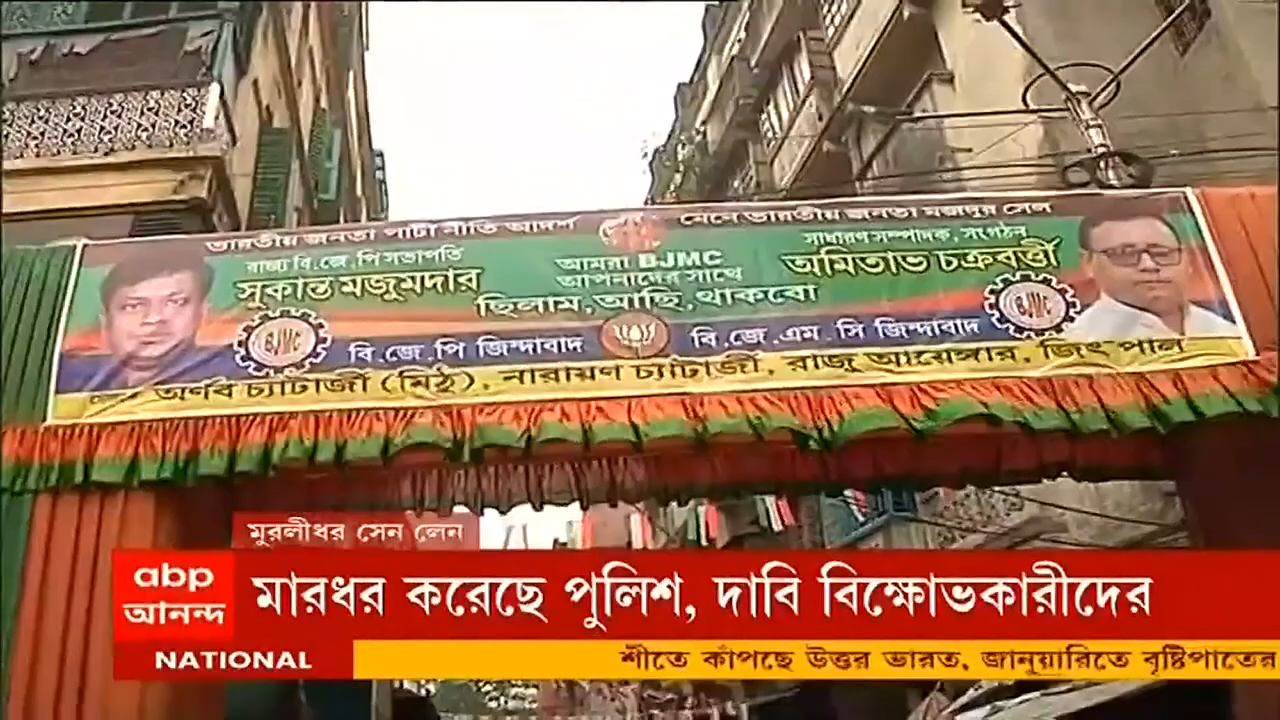 ভারতীয় জনতা পার্টী নীতি আদর্শ মেনে ভারতীয় জনতা মজদুর সেল
রাজ্য বি.জে.পি সভাপতি
সুকান্ত মজুমদার
আমরা BJMC
আপনাদের সাথে
ছিলাম, আছি, থাকবো
সাধারণ সম্পাদক, সংগঠন
অমিতাভ চক্রবর্ত্তী
BJMC
বি.জে.পি জিন্দাবাদ
বি.জে.এম.সি জিন্দাবাদ
BJMC
অর্ণব চ্যাটার্জী (মিঠু), নারায়ণ চ্যাটার্জী, রাজু আয়েঙ্গার, জিৎ পাল
মুরলীধর সেন লেন
abp
আনন্দ
মারধর করেছে পুলিশ, দাবি বিক্ষোভকারীদের
NATIONAL
শীতে কাঁপছে উত্তর ভারত, জানুয়ারিতে বৃষ্টিপাতের